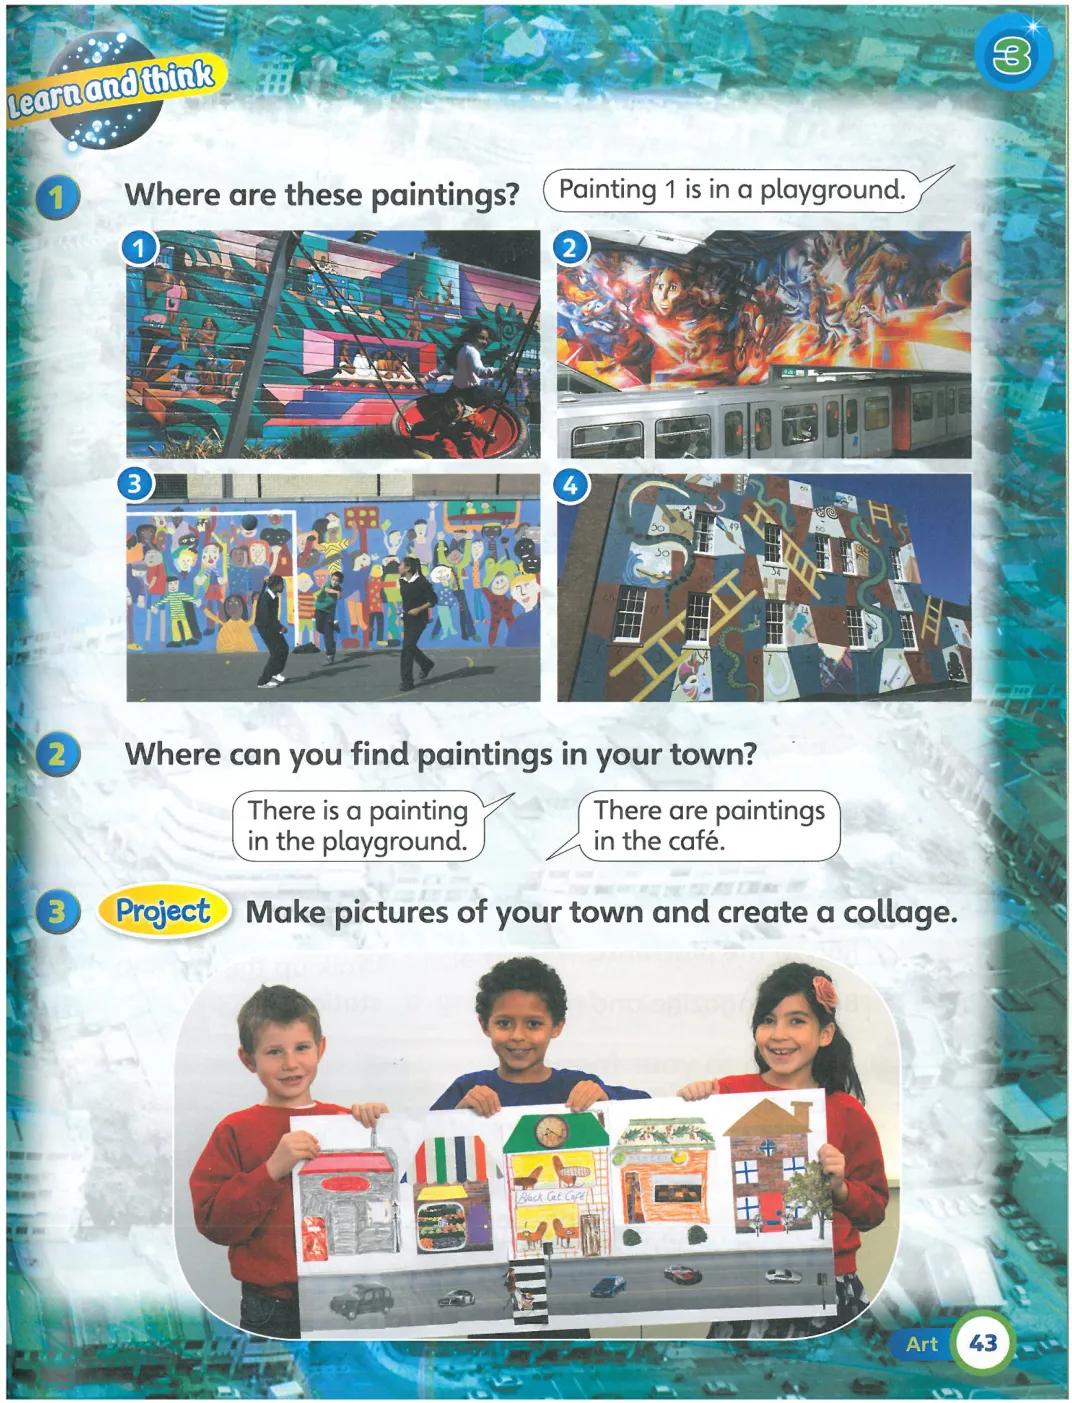 Learn and think
3
1
Where are these paintings?
Painting 1 is in a playground.
1
2
3
4
2
Where can you find paintings in your town?
There is a painting
in the playground.
There are paintings
in the café.
3
Project
Make pictures of your town and create a collage.
Black Cat Café
Art
43